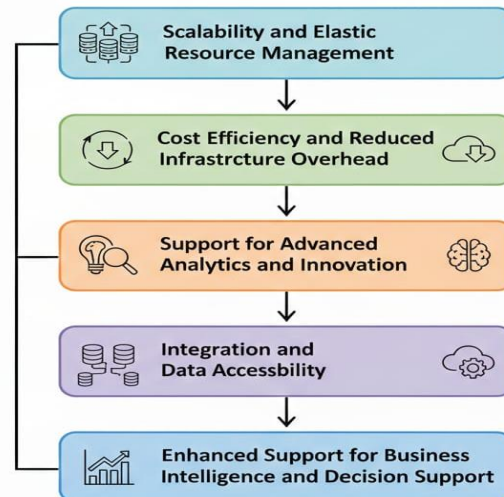 Scalability and Elastic
Resource Management
Cost Efficiency and Reduced
Infrastrcture Overhead
Support for Advanced
Analytics and Innovation
Integration and
Data Accessbility
Enhanced Support for Business
Intelligence and Decision Support